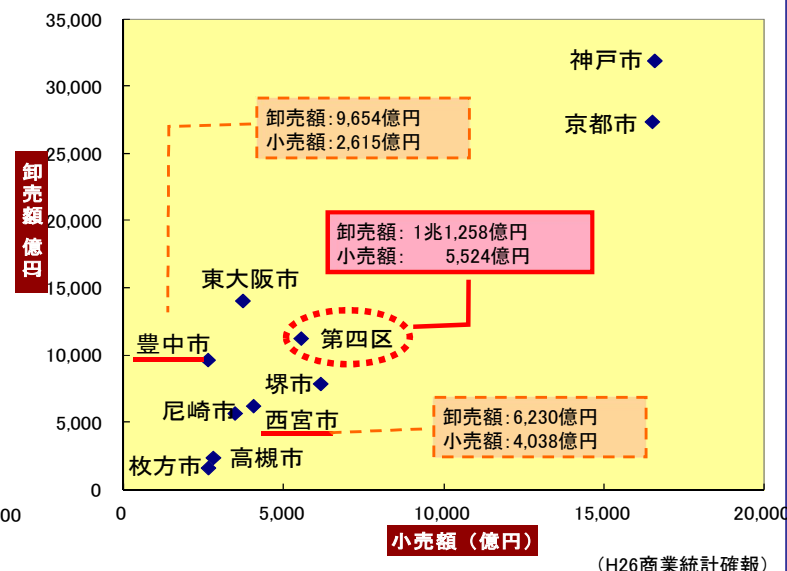 35,000
30,000
25,000
20,000
15,000
10,000
5,000
0
卸売額 億円
神戸市
京都市
卸売額：9,654億円
小売額：2,615億円
卸売額： 1兆1,258億円
小売額： 5,524億円
東大阪市
第四区
豊中市
堺市
尼崎市
西宮市
卸売額：6,230億円
小売額：4,038億円
高槻市
枚方市
00
0
5,000
10,000
15,000
20,000
小売額（億円）
（H26商業統計確報）